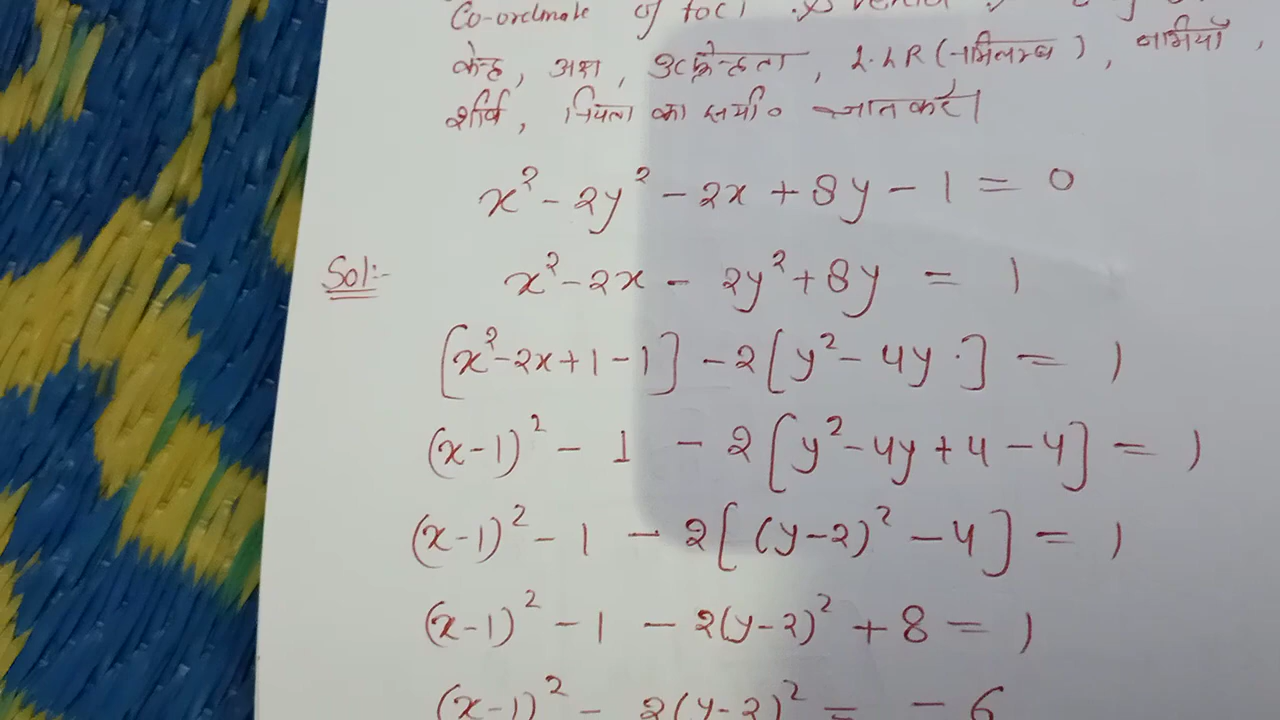 Co-ordinate of foci
केन्द्र, अक्ष, उत्केन्द्रता, L.LR (नाभिलम्ब), नाभियाँ,
शीर्ष, नियता का समी० ज्ञात करें।
x² - 2y² - 2x + 8y - 1 = 0
Sol:- x² - 2x - 2y² + 8y = 1
[x² - 2x + 1 - 1] - 2[y² - 4y ] = 1
(x-1)² - 1 - 2[y² - 4y + 4 - 4] = 1
(x-1)² - 1 - 2[(y-2)² - 4] = 1
(x-1)² - 1 - 2(y-2)² + 8 = 1
(x-1)² - 2(y-2)² = - 6